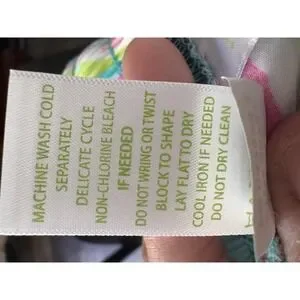 MACHINE WASH COLD
SEPARATELY
DELICATE CYCLE
NON-CHLORINE BLEACH
IF NEEDED
DO NOT WRING OR TWIST
BLOCK TO SHAPE
LAY FLAT TO DRY
COOL IRON IF NEEDED
DO NOT DRY CLEAN